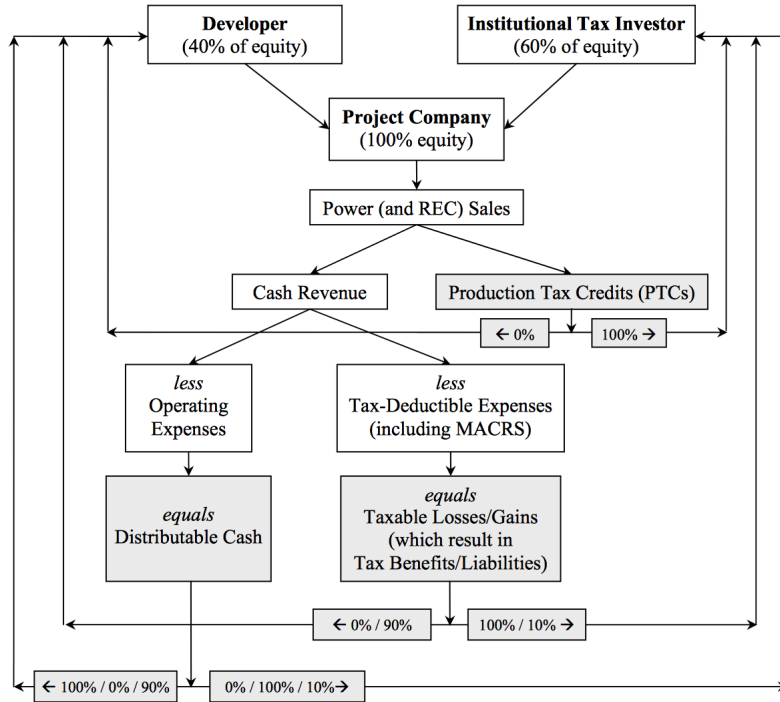 Developer
(40% of equity)
Institutional Tax Investor
(60% of equity)
Project Company
(100% equity)
Power (and REC) Sales
Cash Revenue
Production Tax Credits (PTCs)
← 0%
100% →
less
Operating
Expenses
less
Tax-Deductible Expenses
(including MACRS)
equals
Distributable Cash
equals
Taxable Losses/Gains
(which result in
Tax Benefits/Liabilities)
← 0% / 90%
100% / 10% →
← 100% / 0% / 90%
0% / 100% / 10%→